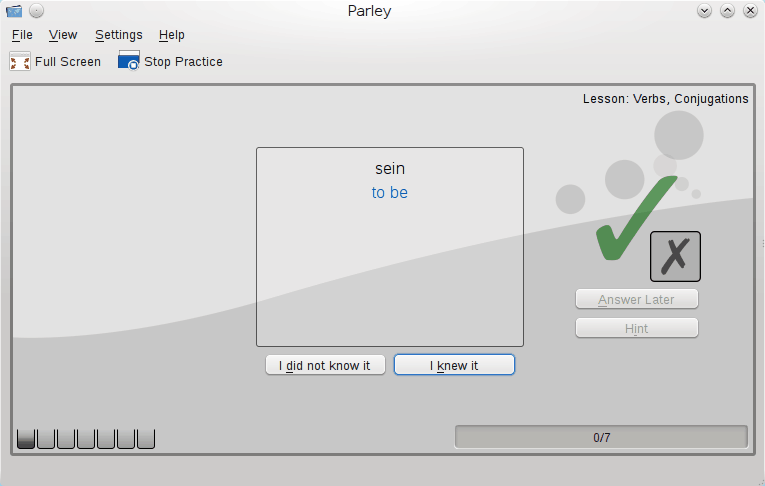 Parley
File View Settings Help
Full Screen Stop Practice
Lesson: Verbs, Conjugations
sein
to be
Answer Later
Hint
I did not know it I knew it
0/7